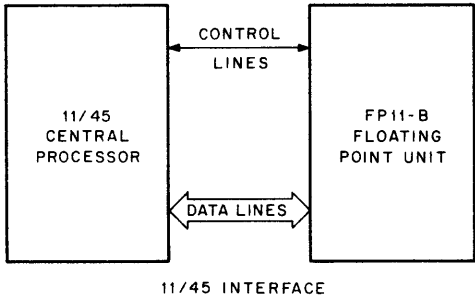 CONTROL
LINES
11/45
CENTRAL
PROCESSOR
FP11-B
FLOATING
POINT UNIT
DATA LINES
11/45 INTERFACE